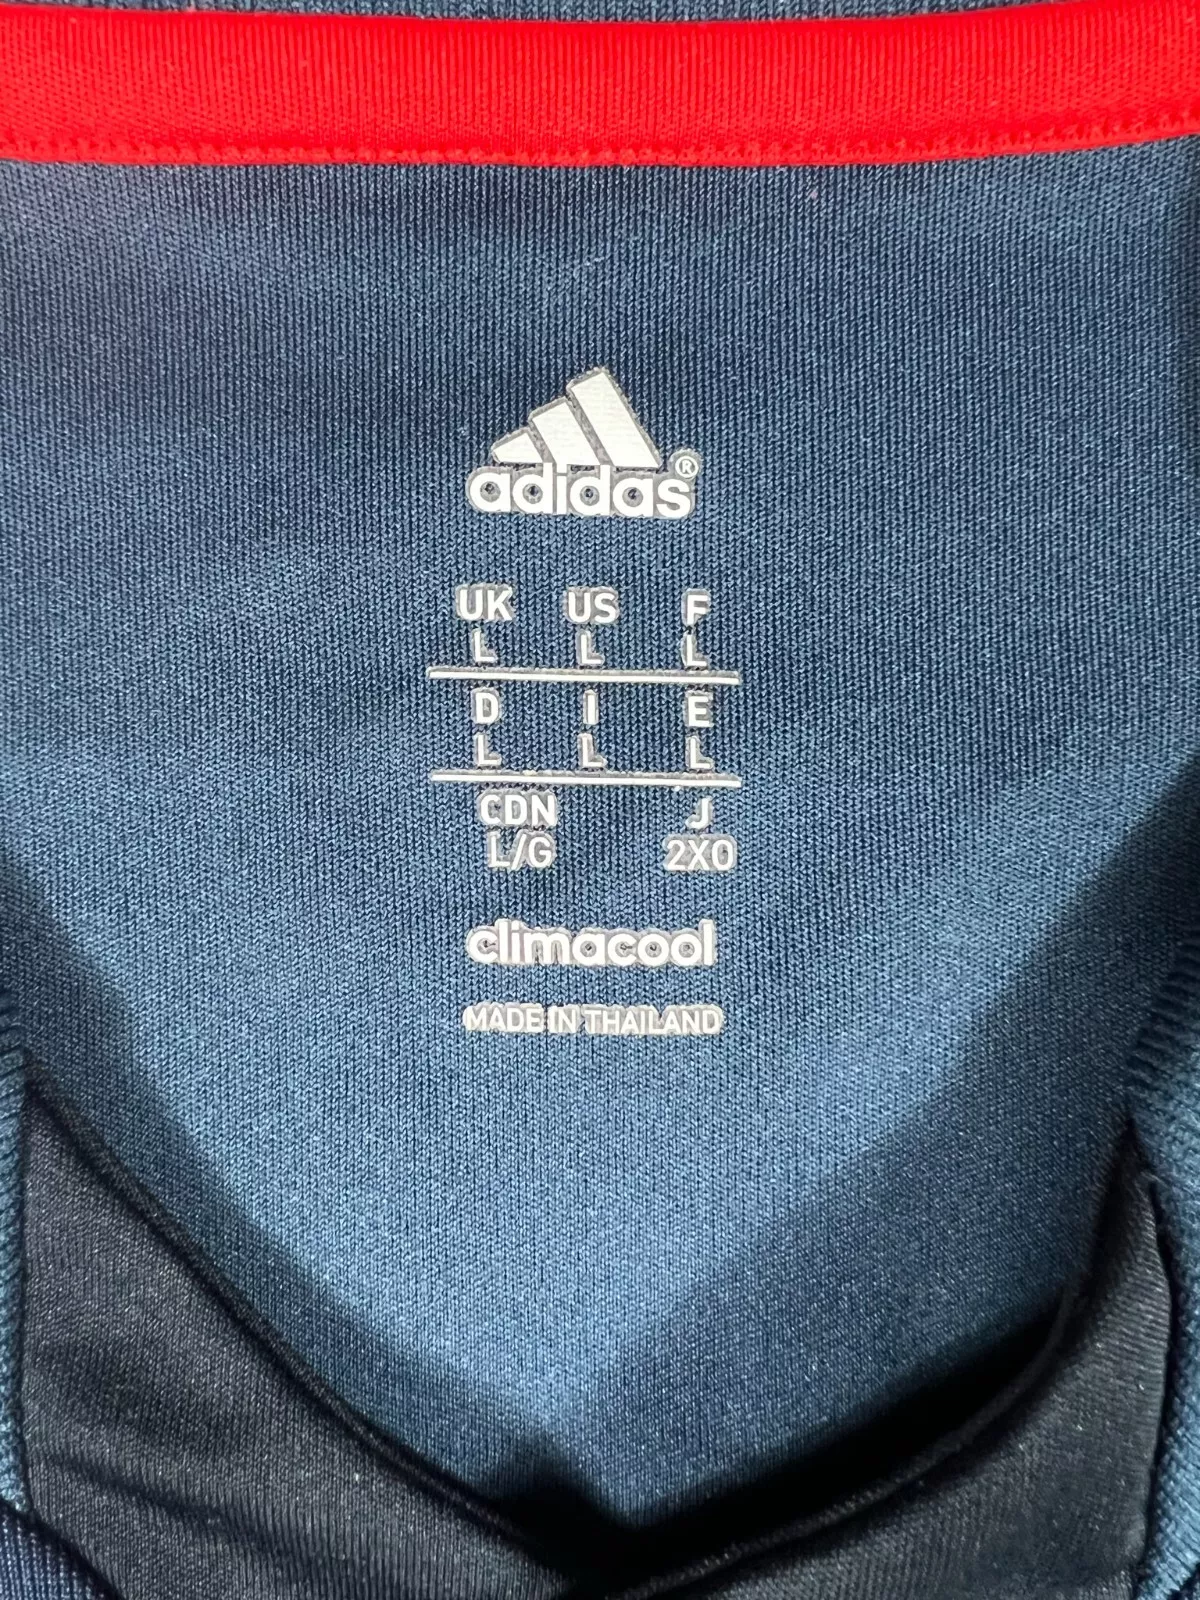 adidas®
UK US F
L L L
D I E
L L L
CDN J
L/G 2XO
climacool
MADE IN THAILAND